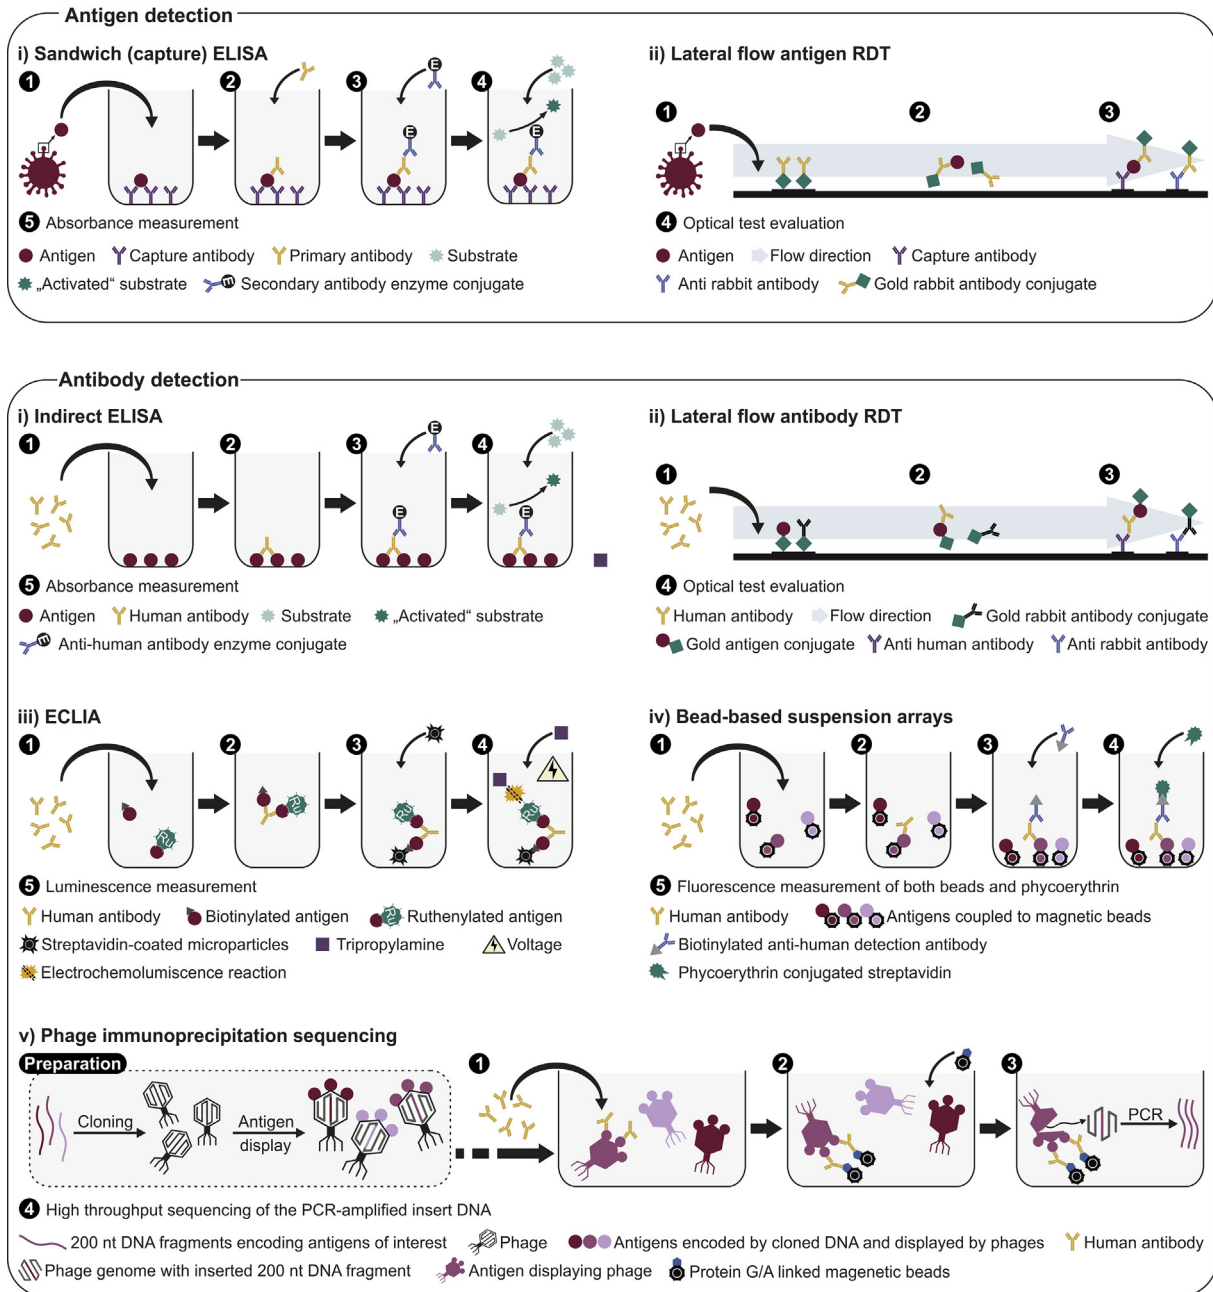 Antigen detection
i) Sandwich (capture) ELISA
ii) Lateral flow antigen RDT
1 2 3 4
E
E
E
1 2 3
5 Absorbance measurement
4 Optical test evaluation
Antigen Capture antibody Primary antibody Substrate
„Activated“ substrate E Secondary antibody enzyme conjugate
Antigen Flow direction Capture antibody
Anti rabbit antibody Gold rabbit antibody conjugate
Antibody detection
i) Indirect ELISA
ii) Lateral flow antibody RDT
1 2 3 4
E
E
E
1 2 3
5 Absorbance measurement
4 Optical test evaluation
Antigen Human antibody Substrate „Activated“ substrate
E Anti-human antibody enzyme conjugate
Human antibody Flow direction Gold rabbit antibody conjugate
Gold antigen conjugate Anti human antibody Anti rabbit antibody
iii) ECLIA
iv) Bead-based suspension arrays
1 2 3 4
Ru
Ru
Ru
Ru
1 2 3 4
5 Luminescence measurement
5 Fluorescence measurement of both beads and phycoerythrin
Human antibody Biotinylated antigen Ru Ruthenylated antigen
Streptavidin-coated microparticles Tripropylamine Voltage
Electrochemolumiscence reaction
Human antibody Antigens coupled to magnetic beads
Biotinylated anti-human detection antibody
Phycoerythrin conjugated streptavidin
v) Phage immunoprecipitation sequencing
Preparation
Cloning
Antigen
display
1 2 3
PCR
4 High throughput sequencing of the PCR-amplified insert DNA
200 nt DNA fragments encoding antigens of interest Phage Antigens encoded by cloned DNA and displayed by phages Human antibody
Phage genome with inserted 200 nt DNA fragment Antigen displaying phage Protein G/A linked magenetic beads